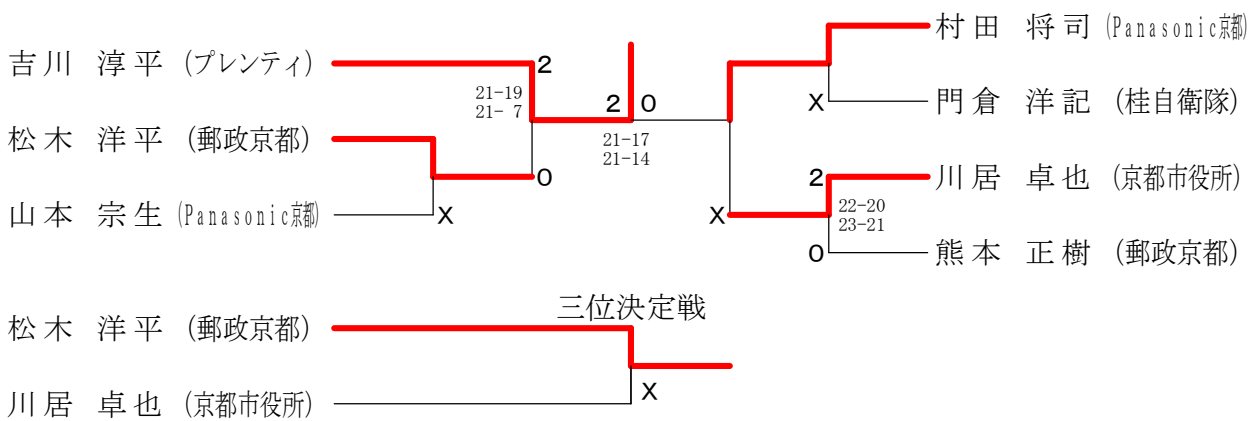 村田 将司 (Panasonic京都)
吉川 淳平 (プレンティ)
2
21-19
21- 7
2 0
X
門倉 洋記 (桂自衛隊)
松木 洋平 (郵政京都)
21-17
21-14
0
2
川居 卓也 (京都市役所)
山本 宗生 (Panasonic京都)
X
X
22-20
23-21
0
熊本 正樹 (郵政京都)
三位決定戦
松木 洋平 (郵政京都)
X
川居 卓也 (京都市役所)